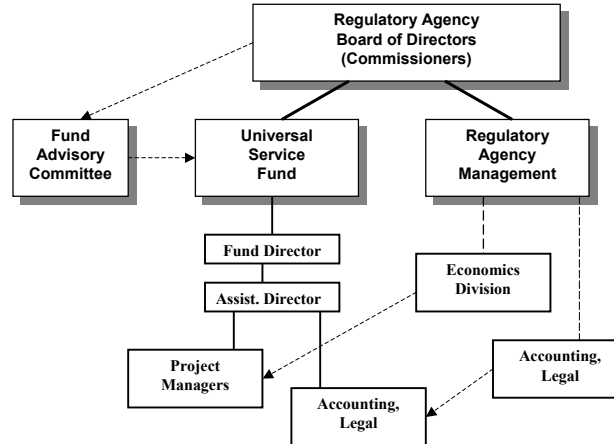 Regulatory Agency
Board of Directors
(Commissioners)
Fund
Advisory
Committee
Universal
Service
Fund
Regulatory
Agency
Management
Fund Director
Assist. Director
Economics
Division
Project
Managers
Accounting,
Legal
Accounting,
Legal